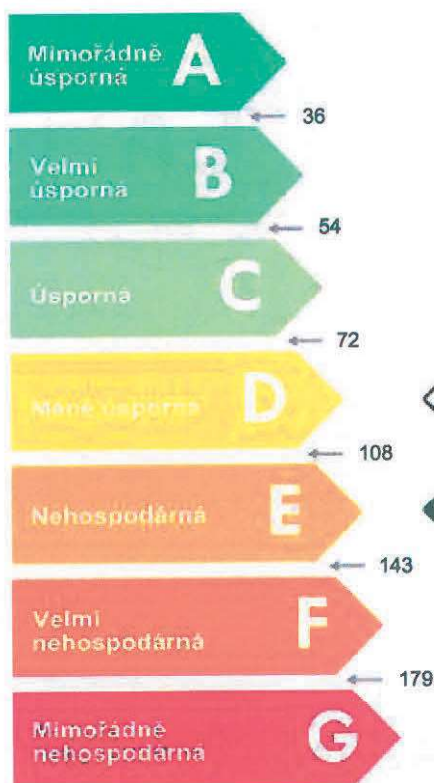 Mimořádně
úsporná
A
36
Velmi
úsporná
B
54
Úsporná
C
72
Méně úsporná
D
108
Nehospodárná
E
143
Velmi
nehospodárná
F
179
Mimořádně
nehospodárná
G